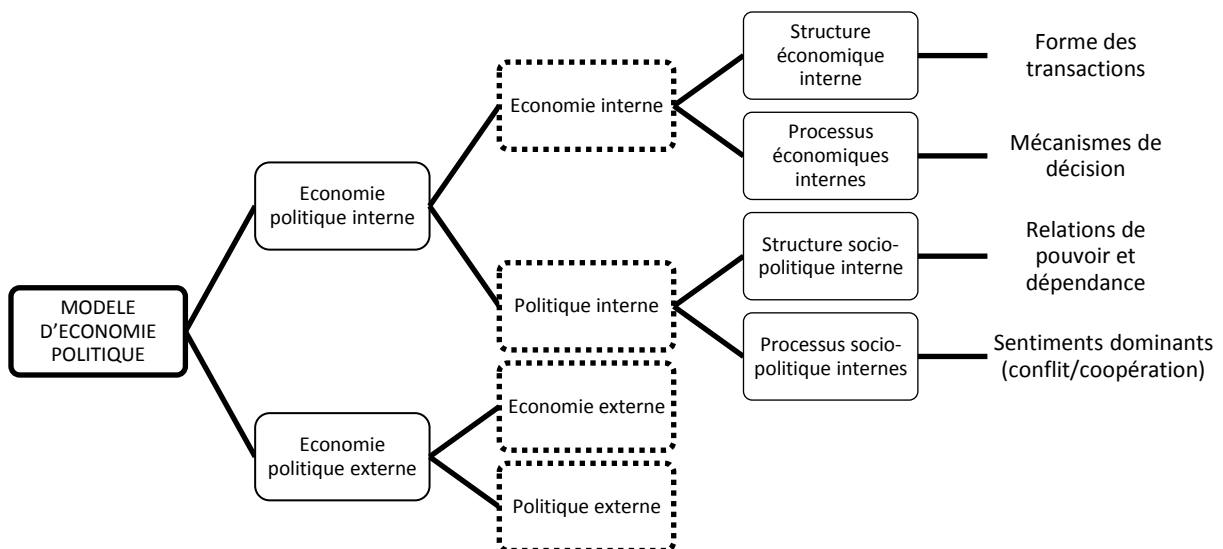 MODELE
D'ECONOMIE
POLITIQUE
Economie
politique interne
Economie
politique externe
Economie interne
Politique interne
Economie externe
Politique externe
Structure
économique
interne
Processus
économiques
internes
Structure socio-
politique interne
Processus socio-
politique internes
Forme des
transactions
Mécanismes de
décision
Relations de
pouvoir et
dépendance
Sentiments dominants
(conflit/coopération)